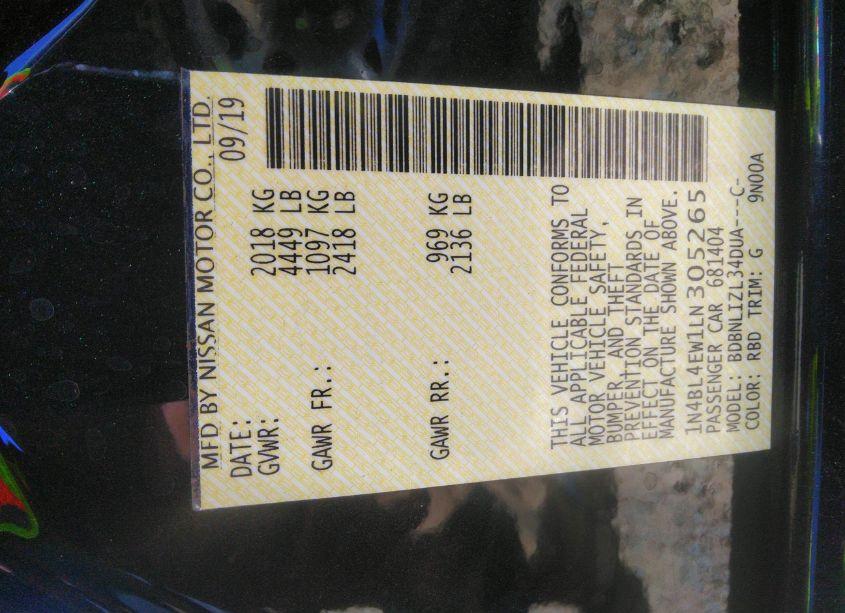 MFD BY NISSAN MOTOR CO., LTD.
DATE: 09/19
GVWR: 2018 KG
4449 LB
GAWR FR.: 1097 KG
2418 LB
GAWR RR.: 969 KG
2136 LB
THIS VEHICLE CONFORMS TO
ALL APPLICABLE FEDERAL
MOTOR VEHICLE SAFETY,
BUMPER, AND THEFT
PREVENTION STANDARDS IN
EFFECT ON THE DATE OF
MANUFACTURE SHOWN ABOVE.
1N4BL4EW1LN305265
PASSENGER CAR 681404
MODEL: BDBNLIZL34DUA---C-
COLOR: RBD TRIM: G 9N00A